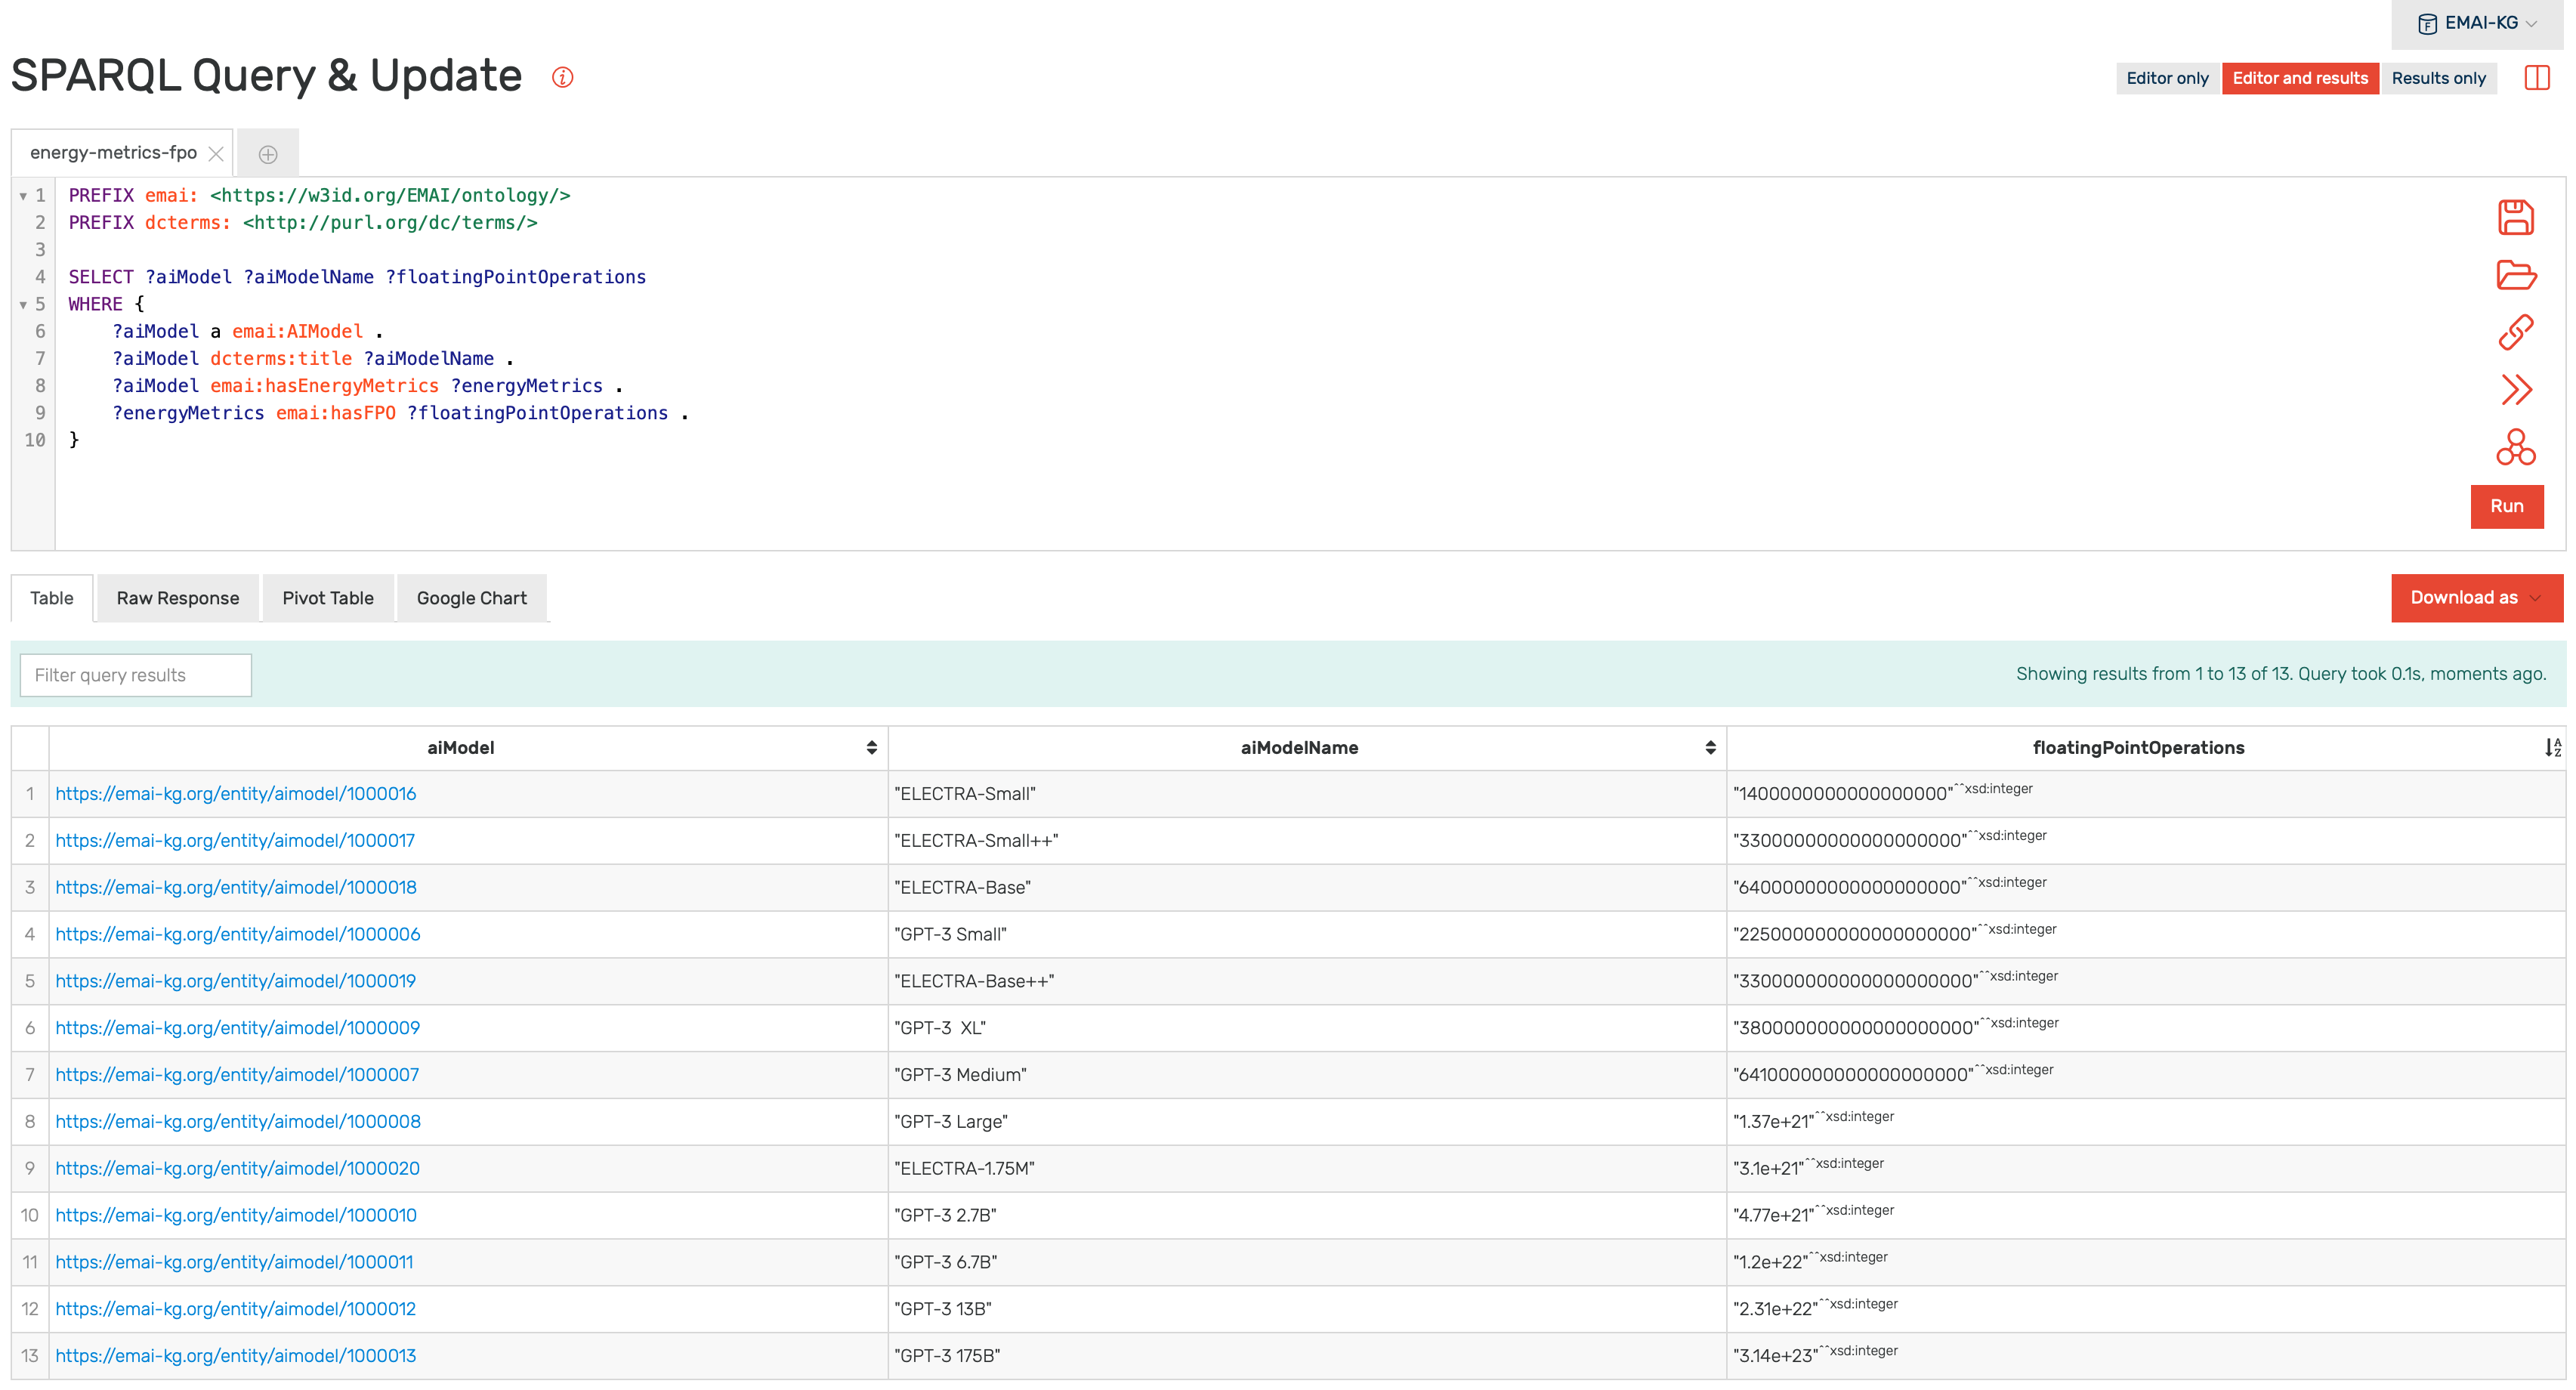 EMAI-KG
SPARQL Query & Update
Editor only Editor and results Results only
energy-metrics-fpo
1 PREFIX emai: <https://w3id.org/EMAI/ontology/>
2 PREFIX dcterms: <http://purl.org/dc/terms/>
3
4 SELECT ?aiModel ?aiModelName ?floatingPointOperations
5 WHERE {
6 ?aiModel a emai:AIModel .
7 ?aiModel dcterms:title ?aiModelName .
8 ?aiModel emai:hasEnergyMetrics ?energyMetrics .
9 ?energyMetrics emai:hasFPO ?floatingPointOperations .
10 }
Run
Table Raw Response Pivot Table Google Chart Download as
Filter query results Showing results from 1 to 13 of 13. Query took 0.1s, moments ago.
aiModel aiModelName floatingPointOperations
1 https://emai-kg.org/entity/aimodel/1000016 "ELECTRA-Small" "1400000000000000000"^^xsd:integer
2 https://emai-kg.org/entity/aimodel/1000017 "ELECTRA-Small++" "33000000000000000000"^^xsd:integer
3 https://emai-kg.org/entity/aimodel/1000018 "ELECTRA-Base" "64000000000000000000"^^xsd:integer
4 https://emai-kg.org/entity/aimodel/1000006 "GPT-3 Small" "225000000000000000000"^^xsd:integer
5 https://emai-kg.org/entity/aimodel/1000019 "ELECTRA-Base++" "330000000000000000000"^^xsd:integer
6 https://emai-kg.org/entity/aimodel/1000009 "GPT-3  XL" "380000000000000000000"^^xsd:integer
7 https://emai-kg.org/entity/aimodel/1000007 "GPT-3 Medium" "641000000000000000000"^^xsd:integer
8 https://emai-kg.org/entity/aimodel/1000008 "GPT-3 Large" "1.37e+21"^^xsd:integer
9 https://emai-kg.org/entity/aimodel/1000020 "ELECTRA-1.75M" "3.1e+21"^^xsd:integer
10 https://emai-kg.org/entity/aimodel/1000010 "GPT-3 2.7B" "4.77e+21"^^xsd:integer
11 https://emai-kg.org/entity/aimodel/1000011 "GPT-3 6.7B" "1.2e+22"^^xsd:integer
12 https://emai-kg.org/entity/aimodel/1000012 "GPT-3 13B" "2.31e+22"^^xsd:integer
13 https://emai-kg.org/entity/aimodel/1000013 "GPT-3 175B" "3.14e+23"^^xsd:integer